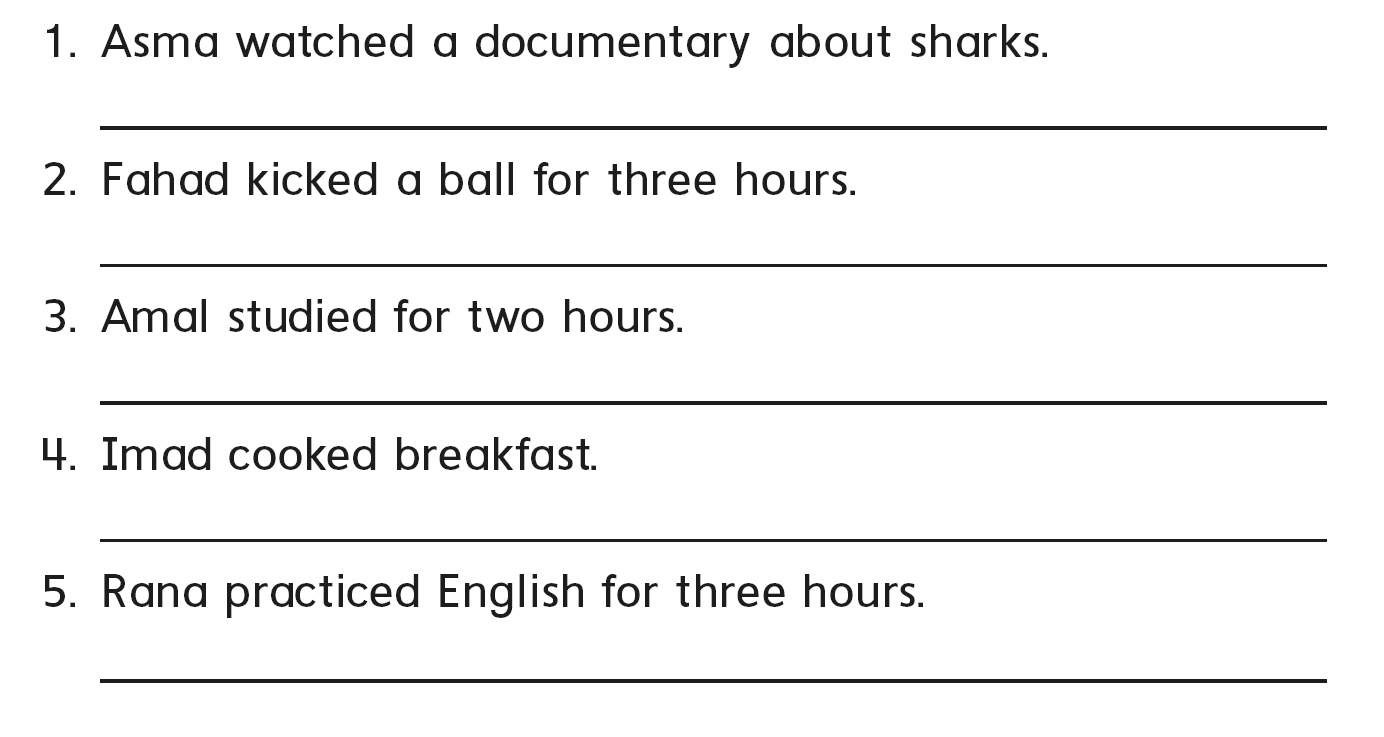 1. Asma watched a documentary about sharks.
2. Fahad kicked a ball for three hours.
3. Amal studied for two hours.
4. Imad cooked breakfast.
5. Rana practiced English for three hours.